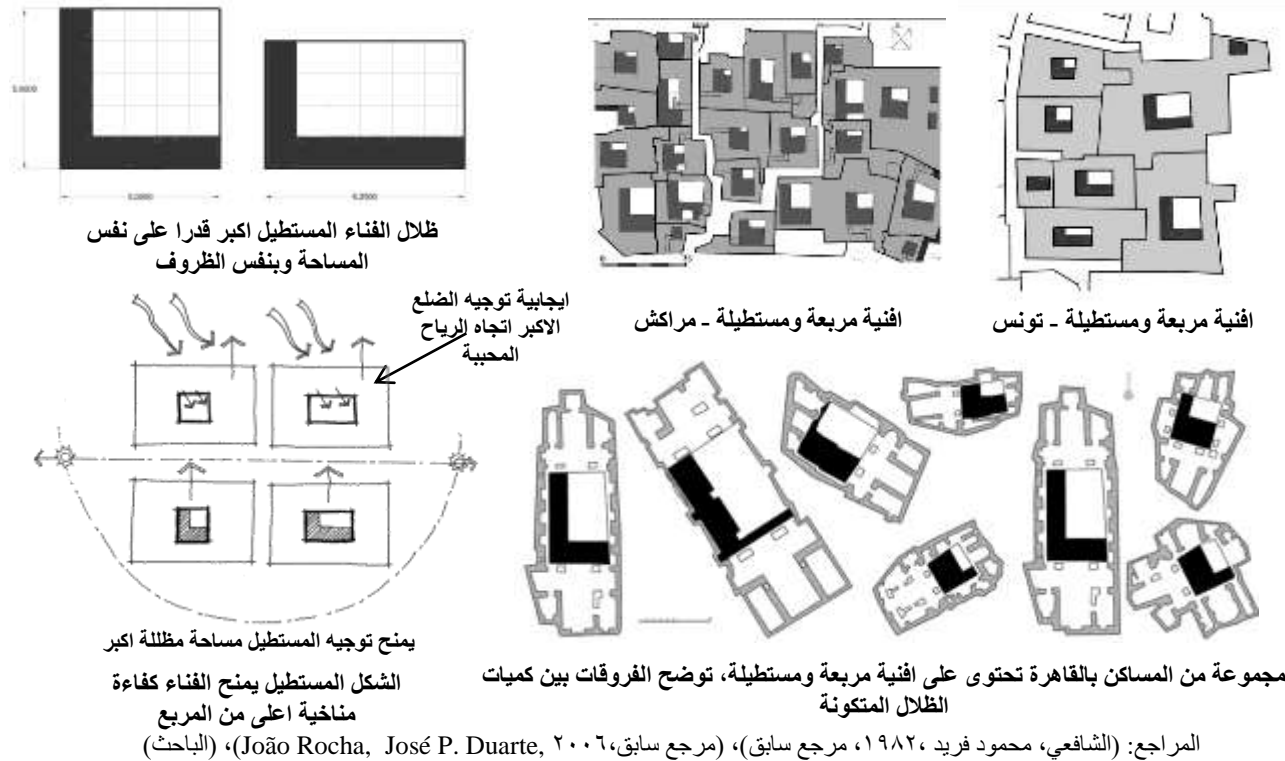 ظلال الفناء المستطيل اكبر قدرا على نفس
المساحة وبنفس الظروف
افنية مربعة ومستطيلة - مراكش
افنية مربعة ومستطيلة - تونس
ايجابية توجيه الضلع
الاكبر اتجاه الرياح
المحببة
يمنح توجيه المستطيل مساحة مظللة اكبر
الشكل المستطيل يمنح الفناء كفاءة
مناخية اعلى من المربع
مجموعة من المساكن بالقاهرة تحتوى على افنية مربعة ومستطيلة، توضح الفروقات بين كميات
الظلال المتكونة
المراجع: (الشافعي، محمود فريد ،١٩٨٢، مرجع سابق)، (مرجع سابق،٢٠٠٦ ,João Rocha, José P. Duarte)، (الباحث)